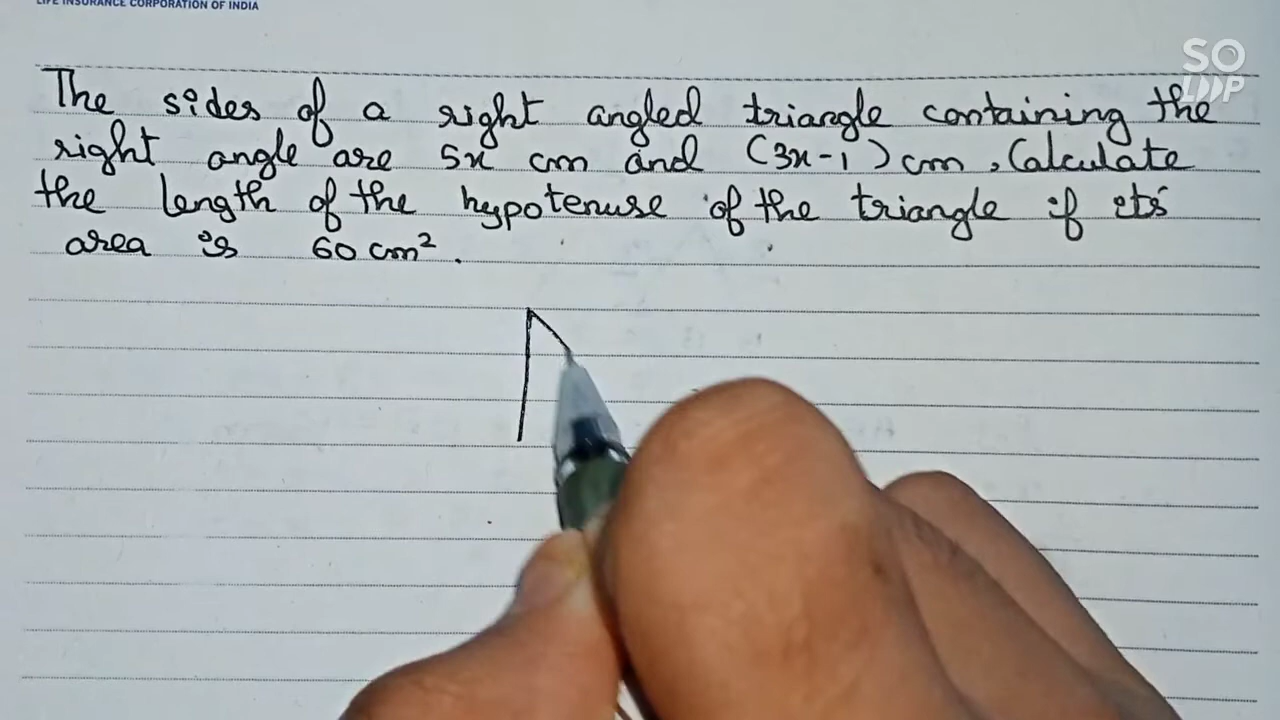 LIFE INSURANCE CORPORATION OF INDIA
SO
LOOP
The sides of a right angled triangle containing the
right angle are 5x cm and (3x-1) cm, Calculate
the length of the hypotenuse of the triangle if its
area is 60 cm².